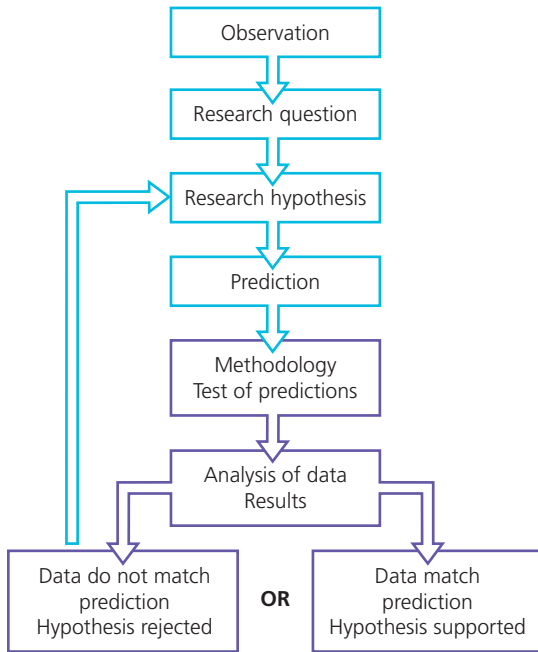 Observation
Research question
Research hypothesis
Prediction
Methodology
Test of predictions
Analysis of data
Results
Data do not match
prediction
Hypothesis rejected
OR
Data match
prediction
Hypothesis supported